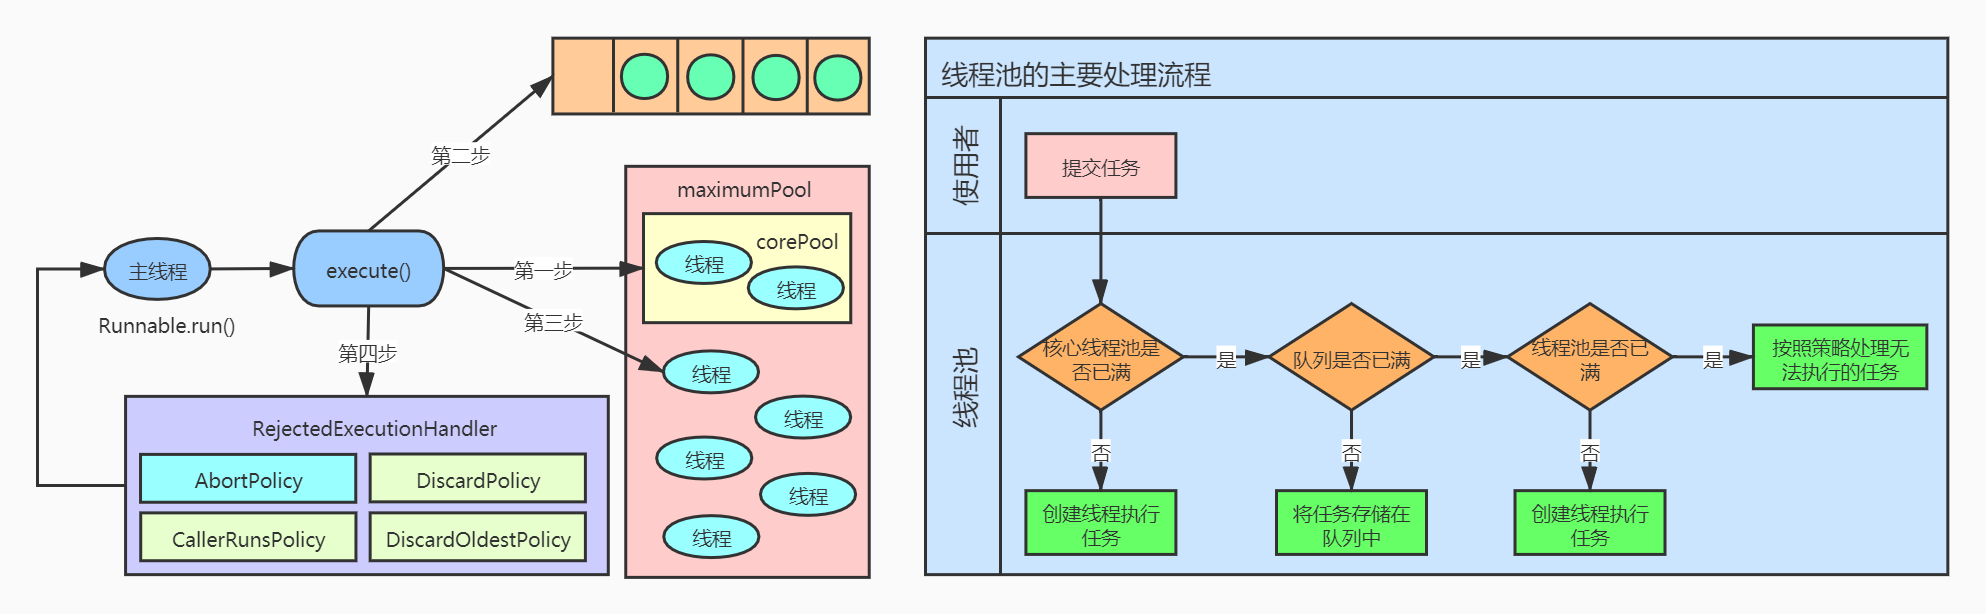 第二步
主线程
Runnable.run()
execute()
第一步
第三步
第四步
maximumPool
corePool
线程
线程
线程
线程
线程
线程
线程
RejectedExecutionHandler
AbortPolicy
DiscardPolicy
CallerRunsPolicy
DiscardOldestPolicy
线程池的主要处理流程
使用者
提交任务
线程池
核心线程池是
否已满
是
队列是否已满
是
线程池是否已
满
是
按照策略处理无
法执行的任务
否
否
否
创建线程执行
任务
将任务存储在
队列中
创建线程执行
任务